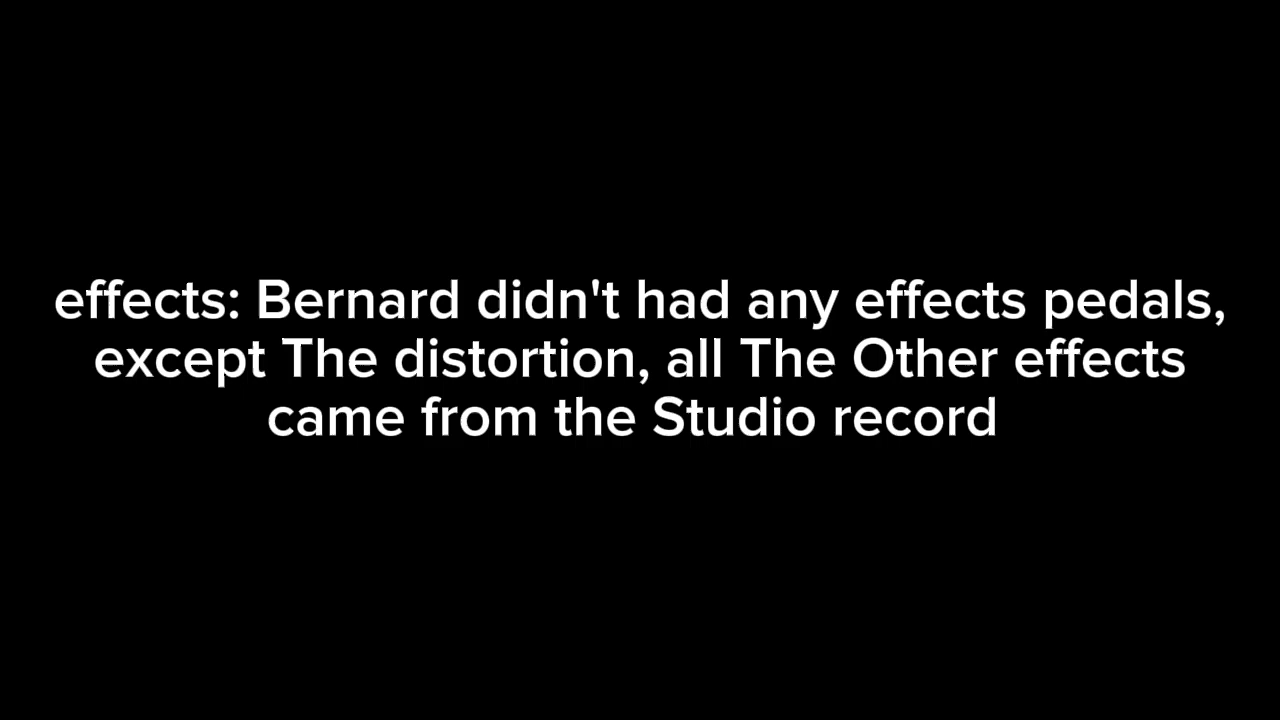 effects: Bernard didn't had any effects pedals,
except The distortion, all The Other effects
came from the Studio record